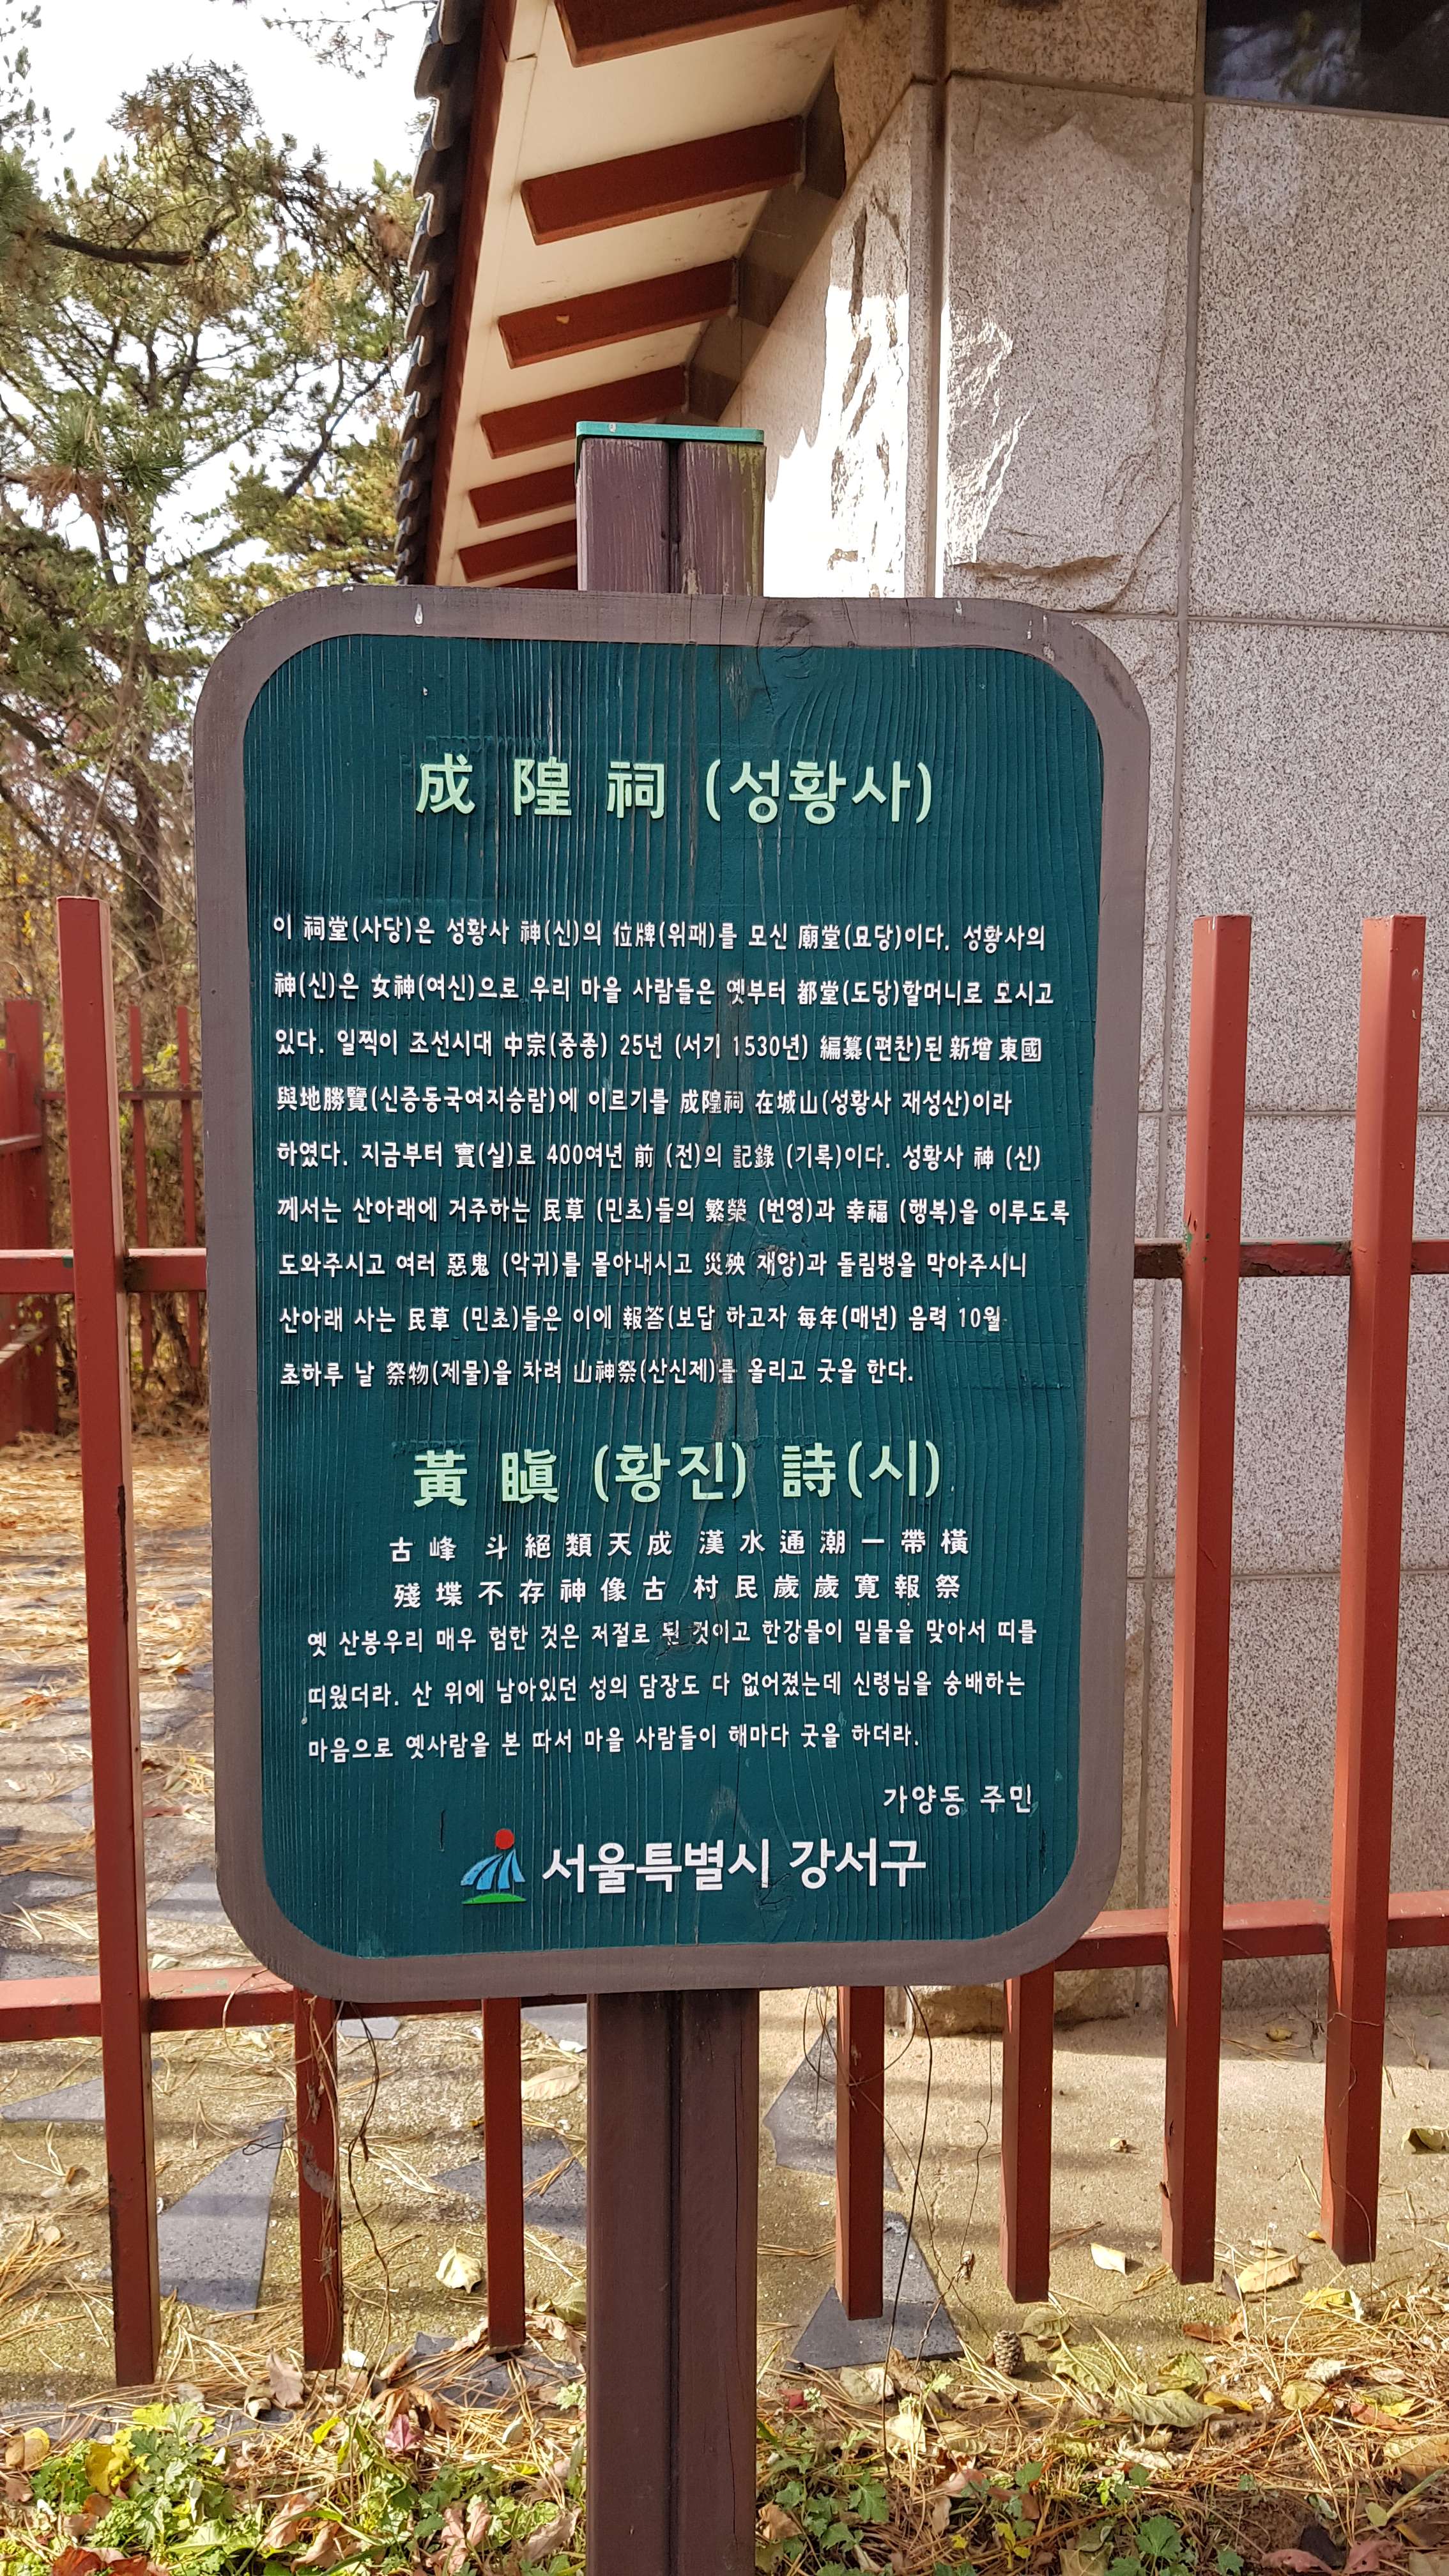 成 隍 祠 (성황사)
이 祠堂(사당)은 성황사 神(신)의 位牌(위패)를 모신 廟堂(묘당)이다. 성황사의
神(신)은 女神(여신)으로 우리 마을 사람들은 옛부터 都堂(도당)할머니로 모시고
있다. 일찍이 조선시대 中宗(중종) 25년 (서기 1530년) 編纂(편찬)된 新增 東國
與地勝覽(신증동국여지승람)에 이르기를 成隍祠 在城山(성황사 재성산)이라
하였다. 지금부터 實(실)로 400여년 前 (전)의 記錄 (기록)이다. 성황사 神 (신)
께서는 산아래에 거주하는 民草 (민초)들의 繁榮 (번영)과 幸福 (행복)을 이루도록
도와주시고 여러 惡鬼 (악귀)를 몰아내시고 災殃 재앙)과 돌림병을 막아주시니
산아래 사는 民草 (민초)들은 이에 報答(보답 하고자 每年(매년) 음력 10월
초하루 날 祭物(제물)을 차려 山神祭(산신제)를 올리고 굿을 한다.
黃 瞋 (황진) 詩(시)
古 峰 斗 絕 類 天 成 漢 水 通 潮 一 帶 橫
殘 堞 不 存 神 像 古 村 民 歲 歲 寬 報 祭
옛 산봉우리 매우 험한 것은 저절로 된 것이고 한강물이 밀물을 맞아서 띠를
띠웠더라. 산 위에 남아있던 성의 담장도 다 없어졌는데 신령님을 숭배하는
마음으로 옛사람을 본 따서 마을 사람들이 해마다 굿을 하더라.
가양동 주민
서울특별시 강서구